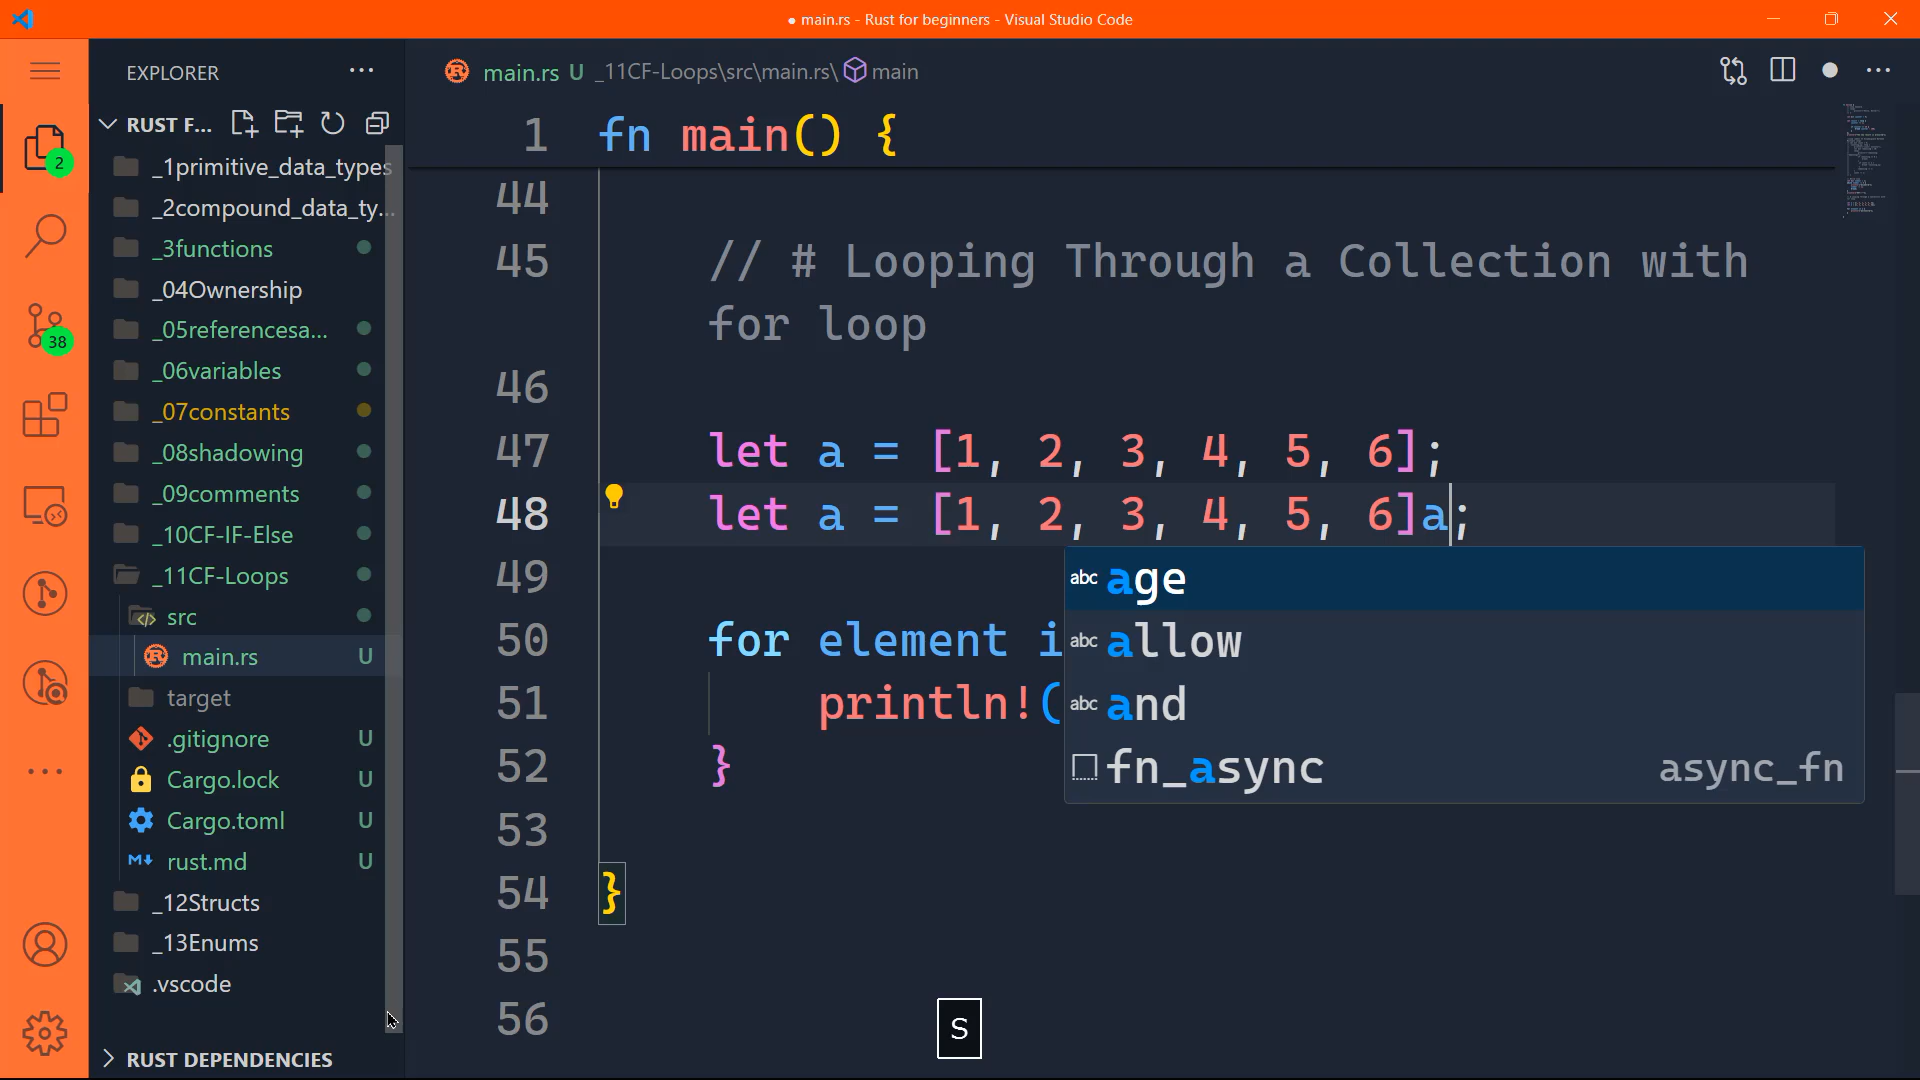 ● main.rs - Rust for beginners - Visual Studio Code
EXPLORER
RUST F...
2
_1primitive_data_types
_2compound_data_ty...
_3functions
_04Ownership
38
_05referencesa...
_06variables
_07constants
_08shadowing
_09comments
_10CF-IF-Else
_11CF-Loops
src
main.rs U
target
.gitignore U
Cargo.lock U
Cargo.toml U
rust.md U
_12Structs
_13Enums
.vscode
RUST DEPENDENCIES
main.rs U _11CF-Loops\src\main.rs\ main
1 fn main() {
44
45 // # Looping Through a Collection with
for loop
46
47 let a = [1, 2, 3, 4, 5, 6];
48 let a = [1, 2, 3, 4, 5, 6]a;
49
50 for element i
51 println!(
52 }
53
54 }
55
56
abc age
abc allow
abc and
fn_async async_fn
S